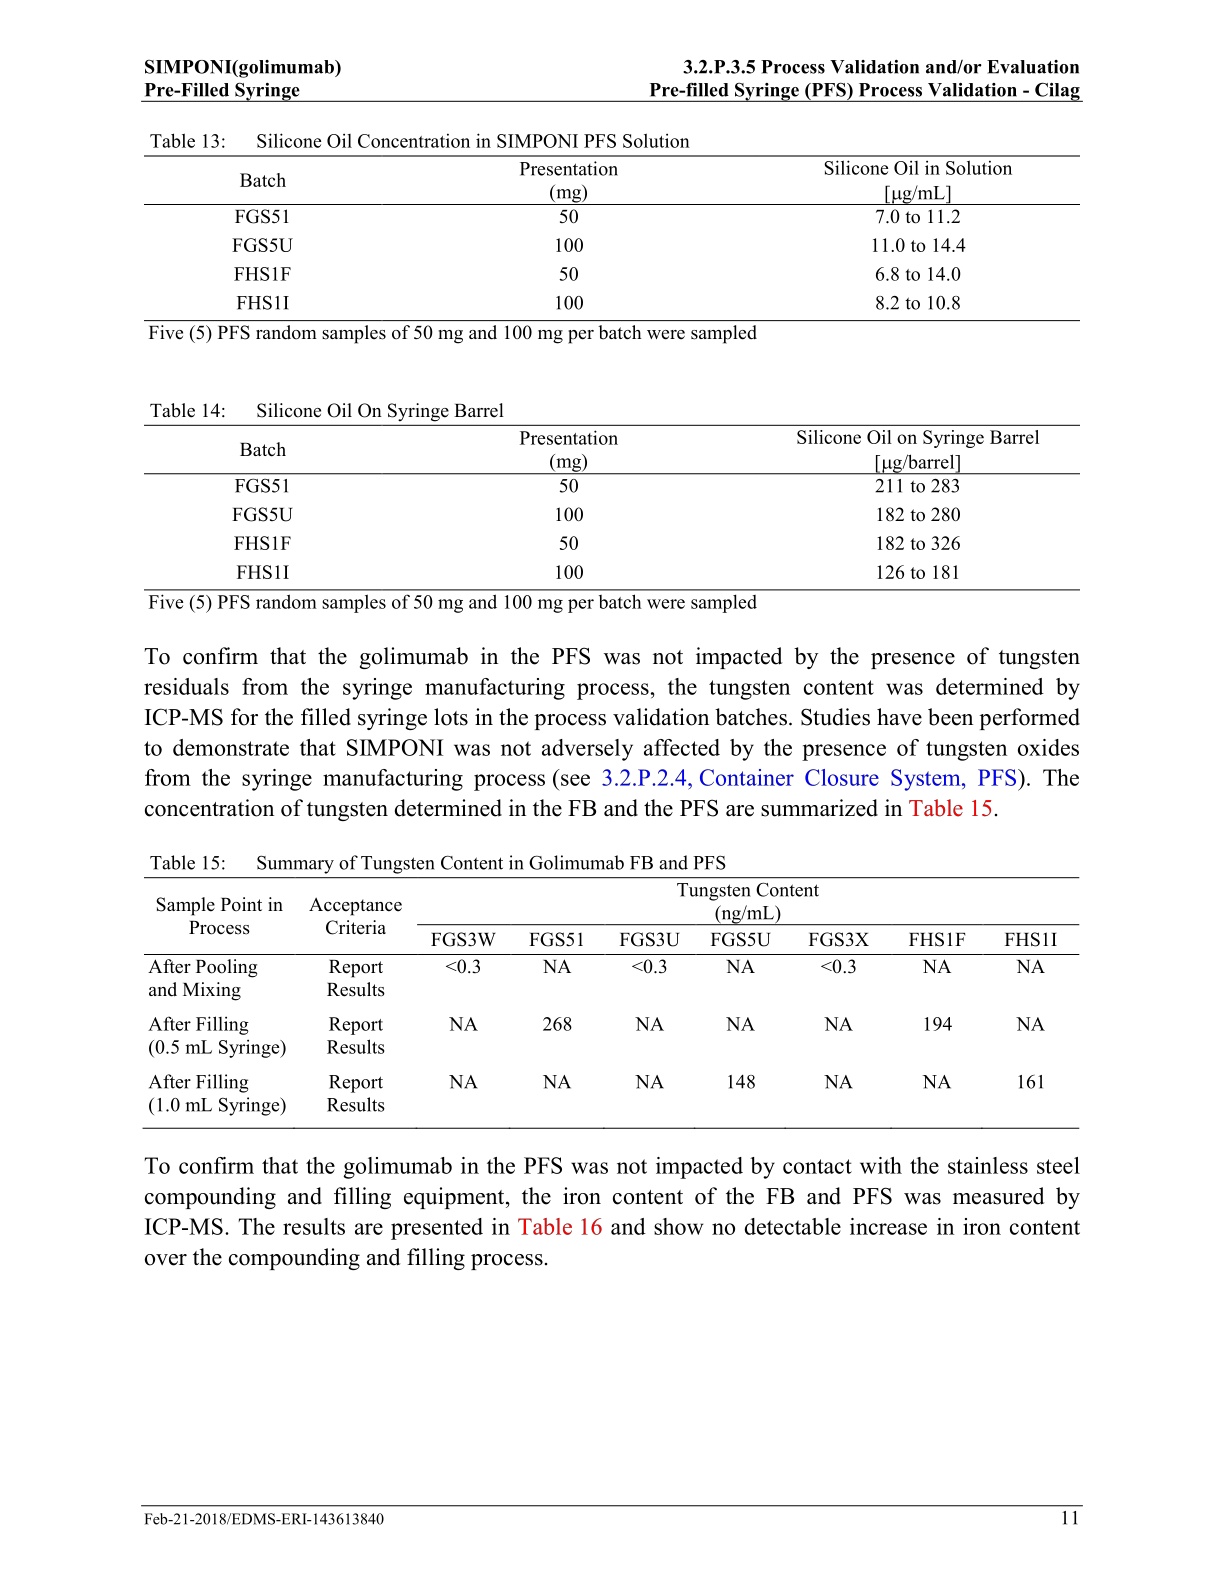 SIMPONI(golimumab)
3.2.P.3.5 Process Validation and/or Evaluation
Pre-Filled Syringe
Pre-filled Syringe (PFS) Process Validation - Cilag
Table 13: Silicone Oil Concentration in SIMPONI PFS Solution
Batch Presentation (mg) Silicone Oil in Solution [µg/mL]
FGS51 50 7.0 to 11.2
FGS5U 100 11.0 to 14.4
FHS1F 50 6.8 to 14.0
FHS1I 100 8.2 to 10.8
Five (5) PFS random samples of 50 mg and 100 mg per batch were sampled
Table 14: Silicone Oil On Syringe Barrel
Batch Presentation (mg) Silicone Oil on Syringe Barrel [µg/barrel]
FGS51 50 211 to 283
FGS5U 100 182 to 280
FHS1F 50 182 to 326
FHS1I 100 126 to 181
Five (5) PFS random samples of 50 mg and 100 mg per batch were sampled
To confirm that the golimumab in the PFS was not impacted by the presence of tungsten
residuals from the syringe manufacturing process, the tungsten content was determined by
ICP-MS for the filled syringe lots in the process validation batches. Studies have been performed
to demonstrate that SIMPONI was not adversely affected by the presence of tungsten oxides
from the syringe manufacturing process (see 3.2.P.2.4, Container Closure System, PFS). The
concentration of tungsten determined in the FB and the PFS are summarized in Table 15.
Table 15: Summary of Tungsten Content in Golimumab FB and PFS
Sample Point in Process Acceptance Criteria Tungsten Content (ng/mL)
FGS3W FGS51 FGS3U FGS5U FGS3X FHS1F FHS1I
After Pooling and Mixing Report Results <0.3 NA <0.3 NA <0.3 NA NA
After Filling (0.5 mL Syringe) Report Results NA 268 NA NA NA 194 NA
After Filling (1.0 mL Syringe) Report Results NA NA NA 148 NA NA 161
To confirm that the golimumab in the PFS was not impacted by contact with the stainless steel
compounding and filling equipment, the iron content of the FB and PFS was measured by
ICP-MS. The results are presented in Table 16 and show no detectable increase in iron content
over the compounding and filling process.
Feb-21-2018/EDMS-ERI-143613840
11